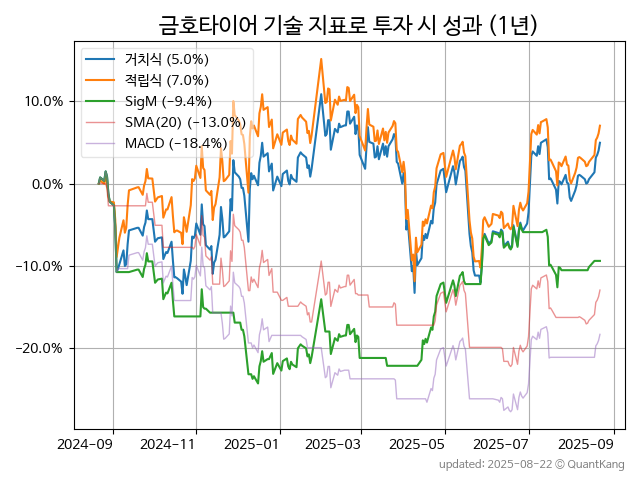 금호타이어 기술 지표로 투자 시 성과 (1년)
거치식 (5.0%)
적립식 (7.0%)
SigM (−9.4%)
SMA(20) (−13.0%)
MACD (−18.4%)
10.0%
0.0%
−10.0%
−20.0%
2024-09 2024-11 2025-01 2025-03 2025-05 2025-07 2025-09
updated: 2025-08-22 © QuantKang